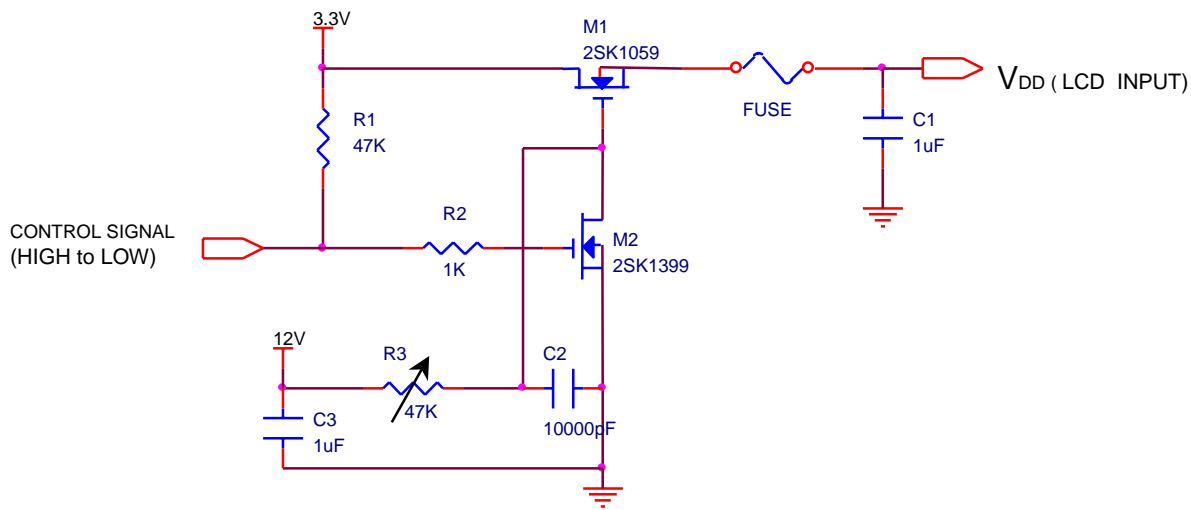 3.3V
M1
2SK1059
FUSE
VDD ( LCD INPUT)
R1
47K
C1
1uF
CONTROL SIGNAL
(HIGH to LOW)
R2
1K
M2
2SK1399
12V
R3
47K
C2
10000pF
C3
1uF